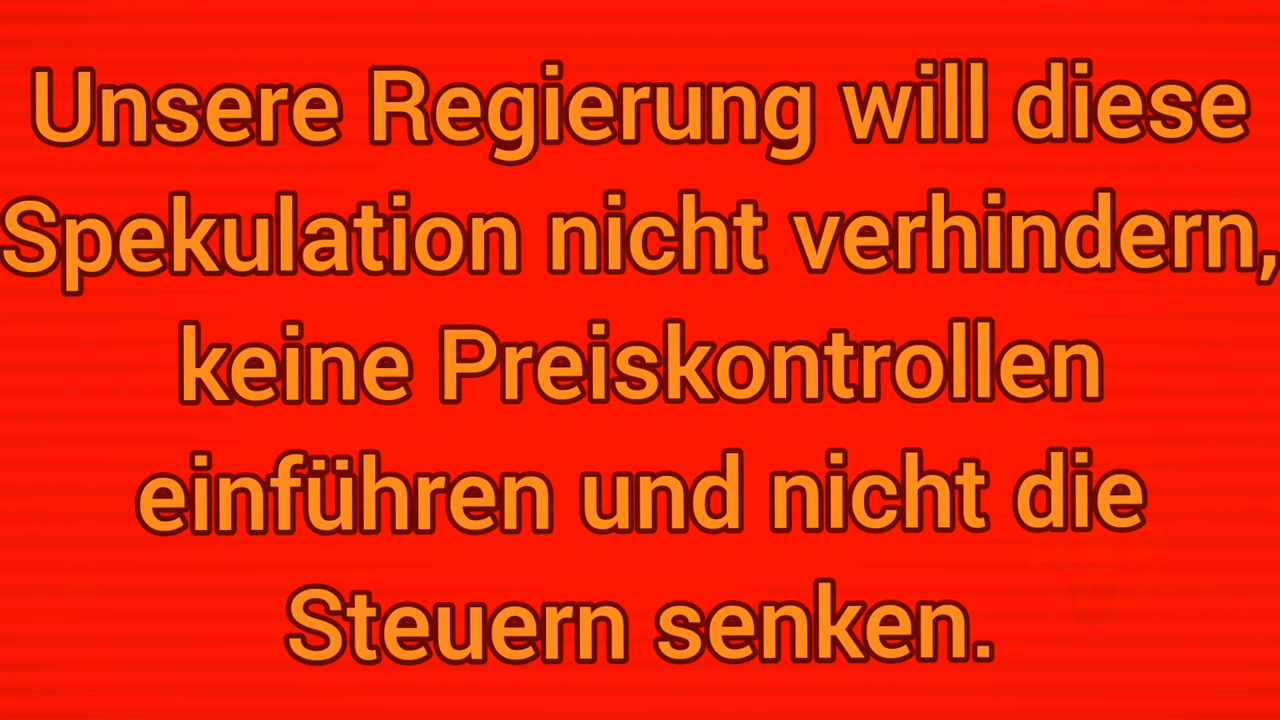 Unsere Regierung will diese
Spekulation nicht verhindern,
keine Preiskontrollen
einführen und nicht die
Steuern senken.